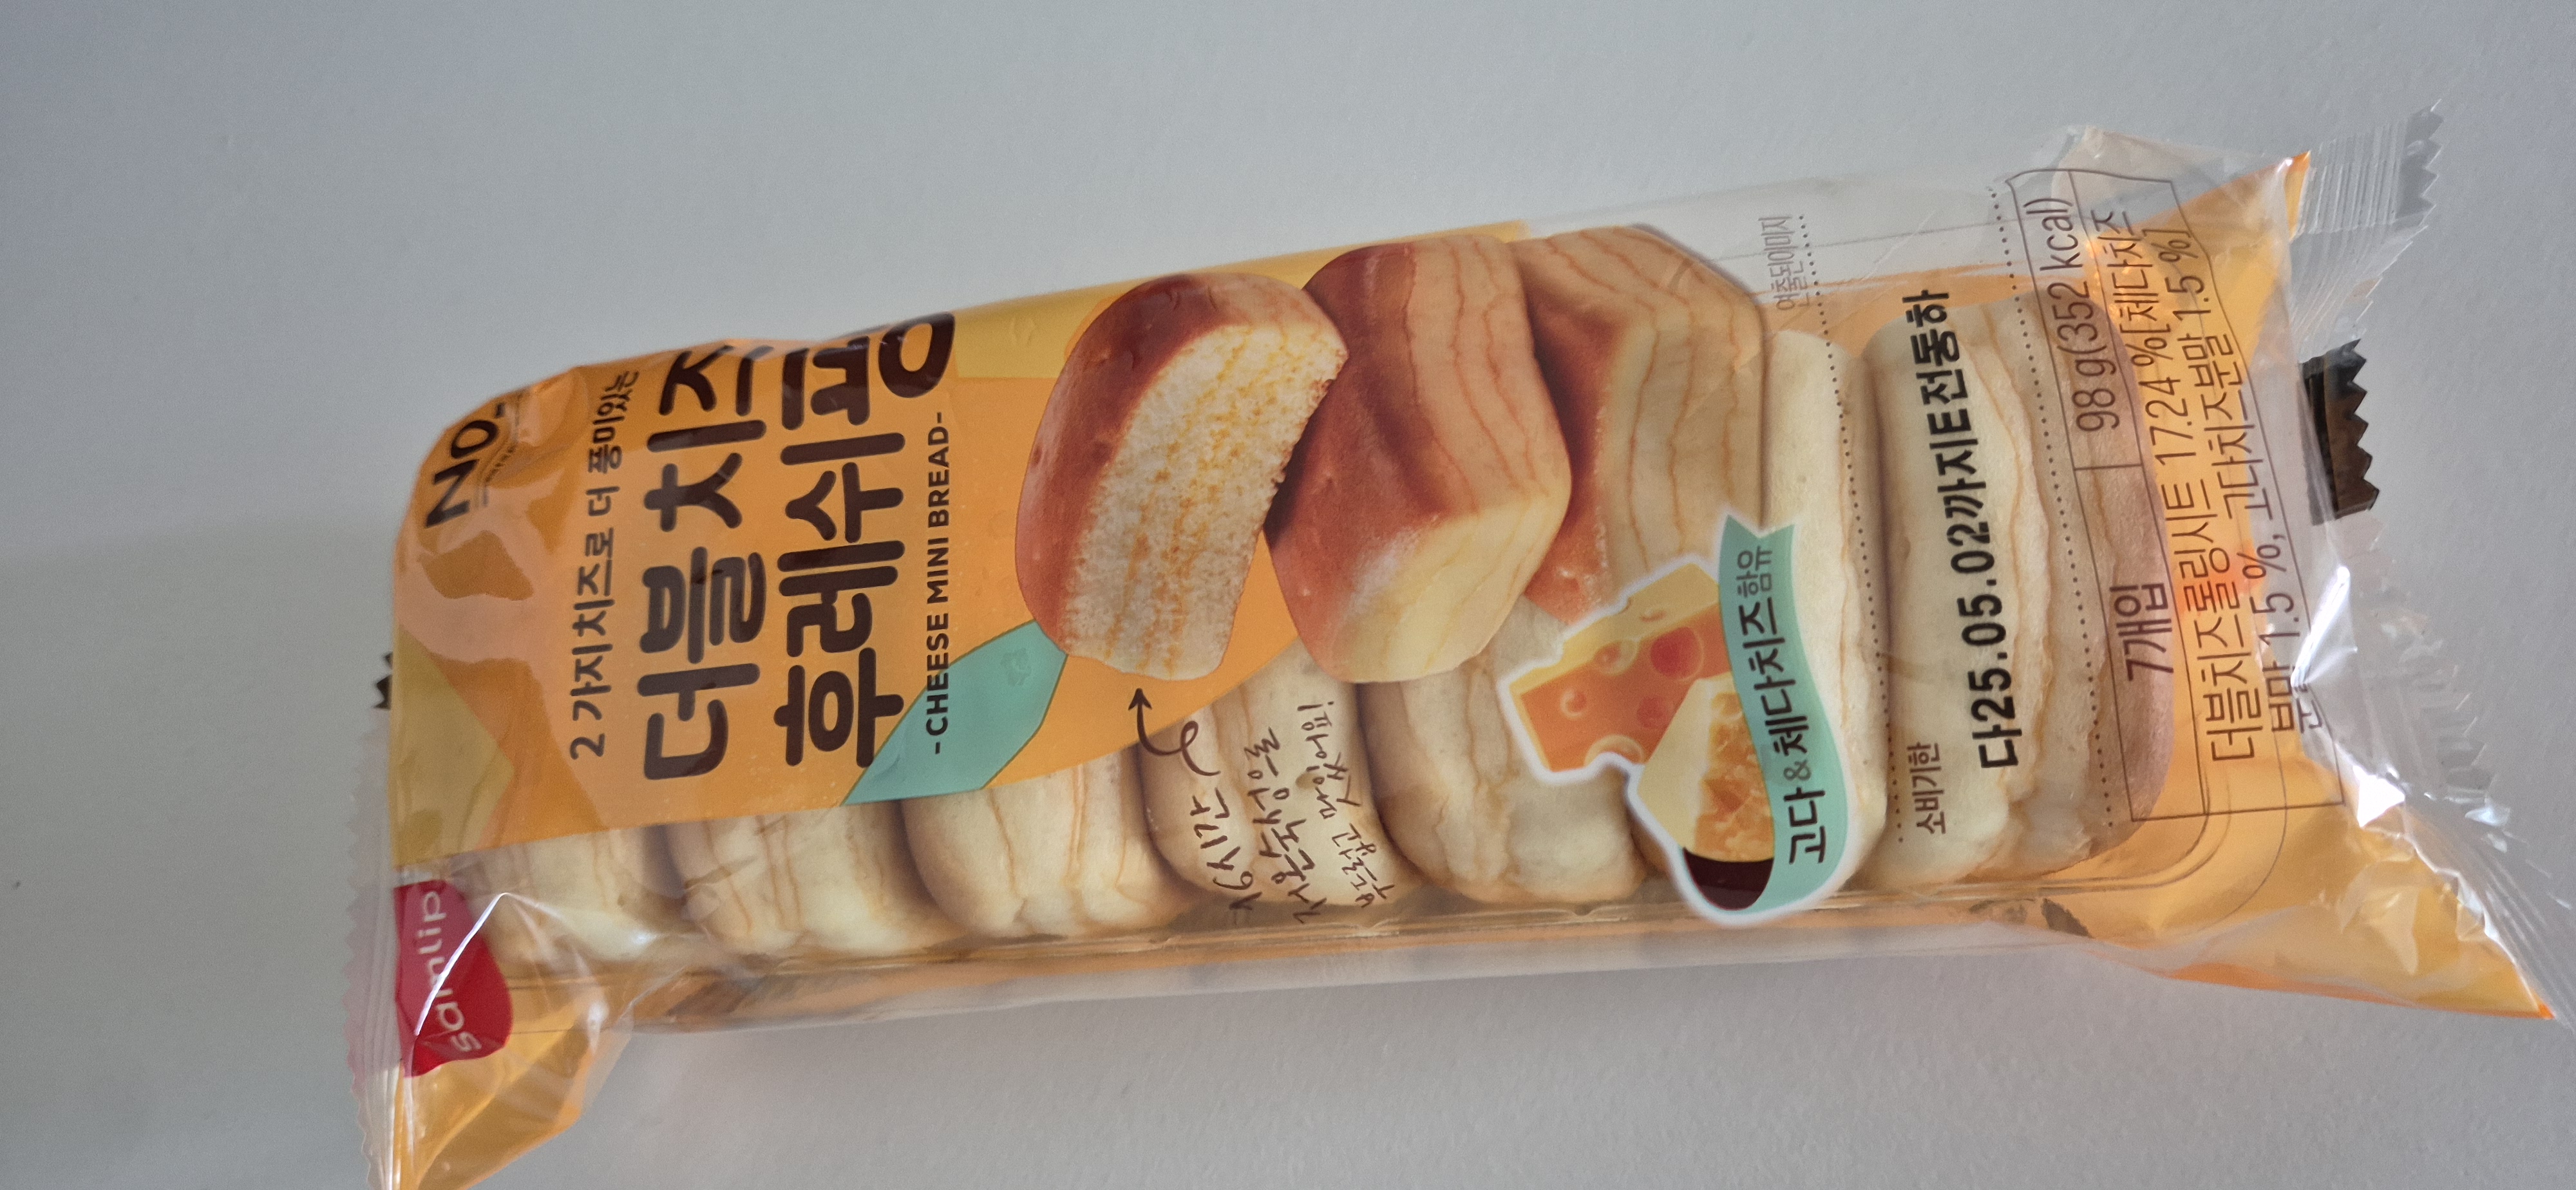 samlip
NO-
2가지 치즈로 더 풍미있는
더블 치즈
후레쉬팡
-CHEESE MINI BREAD-
16시간
저온숙성으로
부드럽고 맛있어요!
고다&체다치즈 함유
연출된이미지
소비기한
다25.05.02까지E전통하
7개입 98 g(352 kcal)
더블치즈롤링시트 17.24 %[체다치즈
분말 1.5 %, 고다치즈분말 1.5 %]